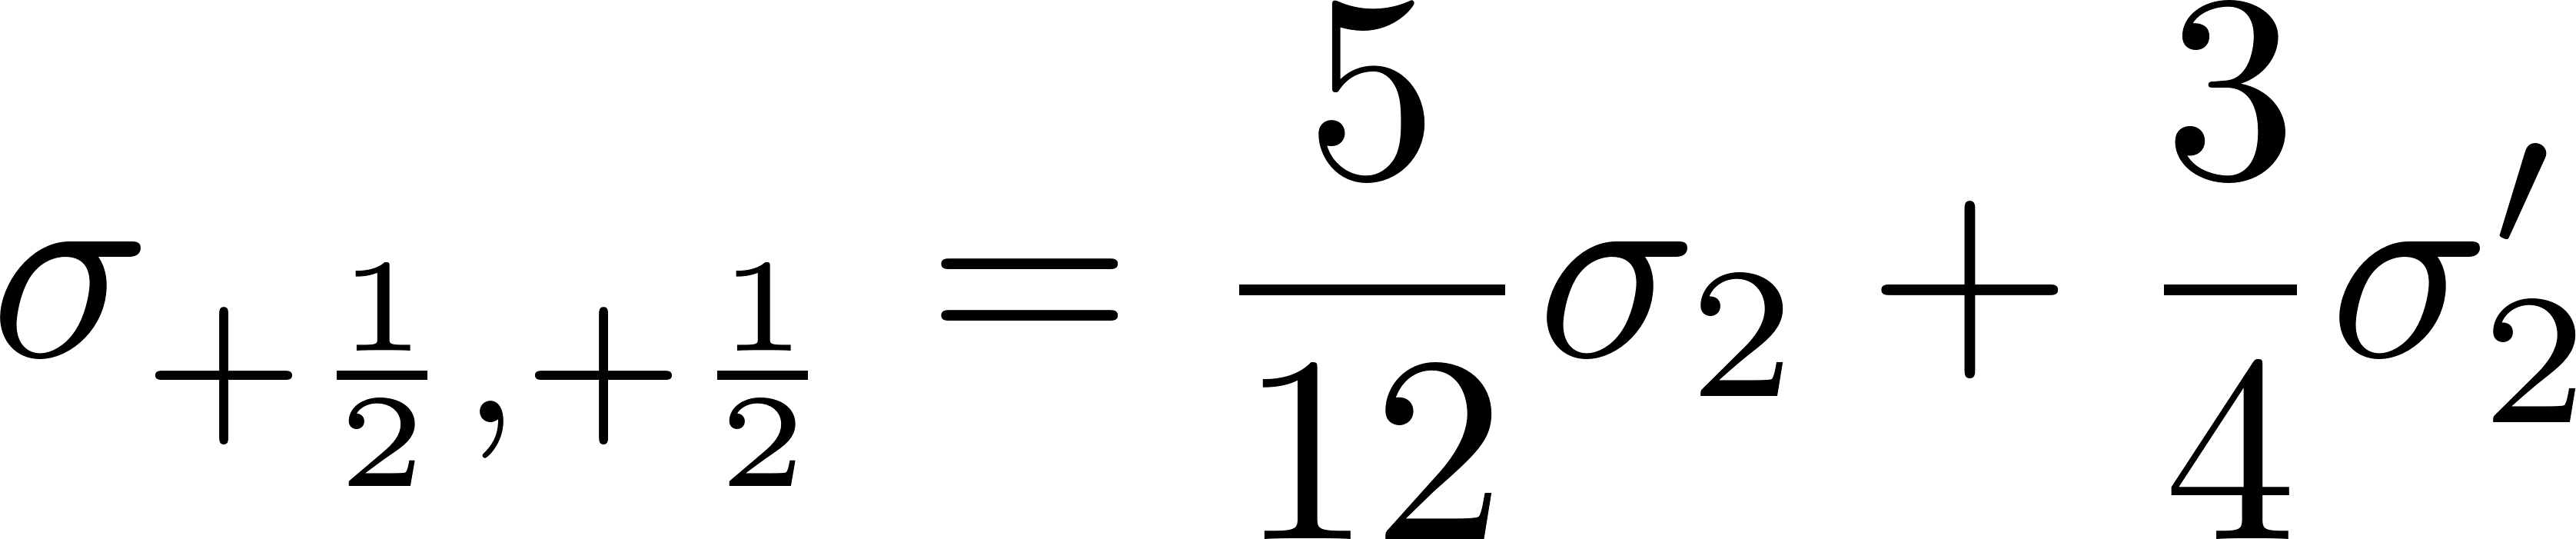 σ_{+\frac{1}{2},+\frac{1}{2}} = \frac{5}{12}σ_2 + \frac{3}{4}σ'_2